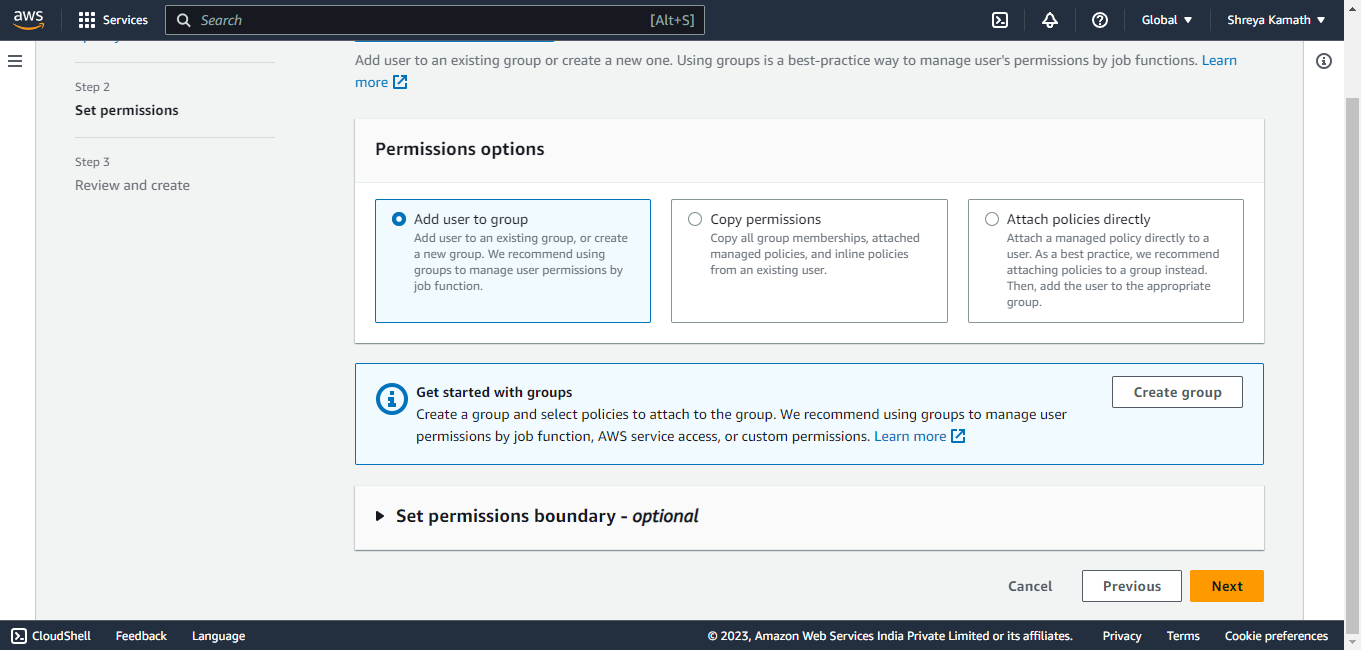 aws
Services
Search
[Alt+S]
Global
Shreya Kamath
Step 2
Set permissions
Step 3
Review and create
Add user to an existing group or create a new one. Using groups is a best-practice way to manage user's permissions by job functions. Learn
more
Permissions options
Add user to group
Add user to an existing group, or create
a new group. We recommend using
groups to manage user permissions by
job function.
Copy permissions
Copy all group memberships, attached
managed policies, and inline policies
from an existing user.
Attach policies directly
Attach a managed policy directly to a
user. As a best practice, we recommend
attaching policies to a group instead.
Then, add the user to the appropriate
group.
Get started with groups
Create a group and select policies to attach to the group. We recommend using groups to manage user
permissions by job function, AWS service access, or custom permissions. Learn more
Create group
Set permissions boundary - optional
Cancel
Previous
Next
CloudShell
Feedback
Language
© 2023, Amazon Web Services India Private Limited or its affiliates.
Privacy
Terms
Cookie preferences